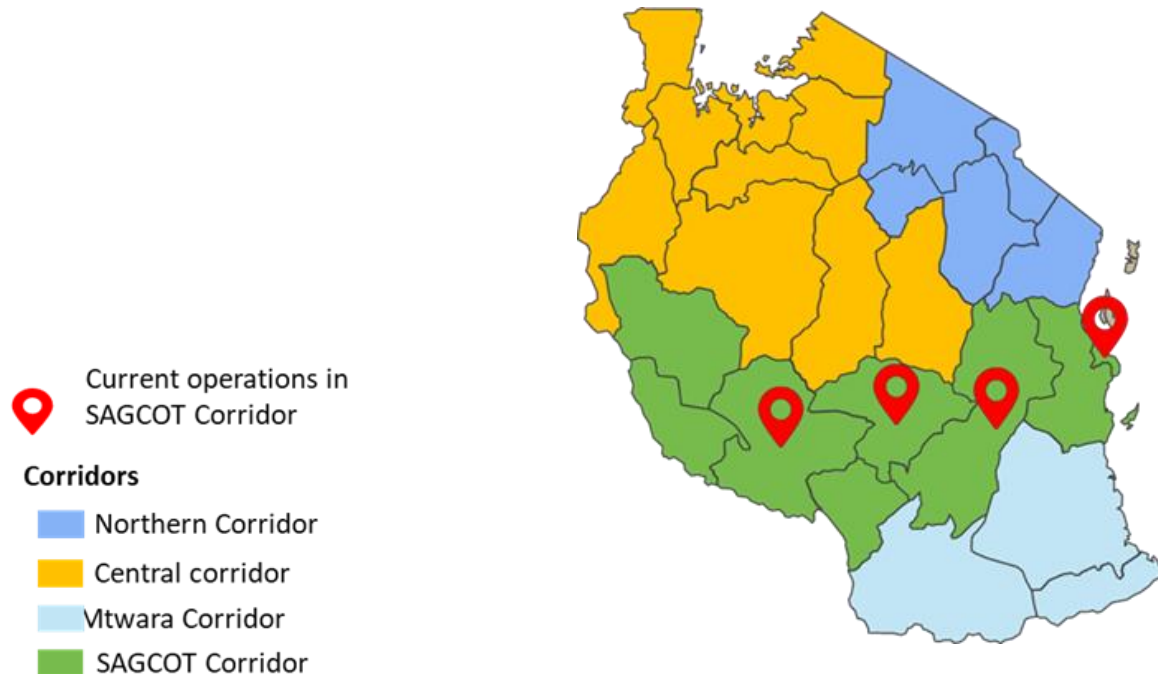 Current operations in
SAGCOT Corridor
Corridors
Northern Corridor
Central corridor
Mtwara Corridor
SAGCOT Corridor